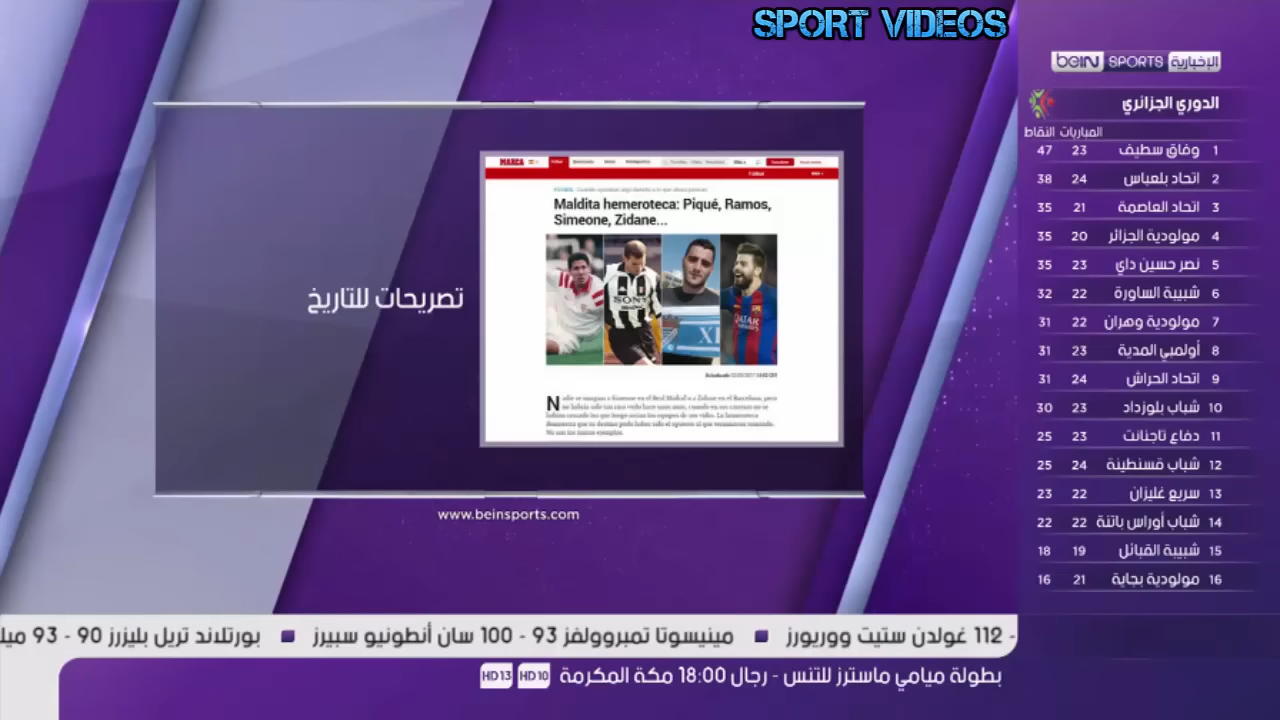 SPORT VIDEOS
beIN SPORTS الإخبارية
الدوري الجزائري
المباريات النقاط
1 وفاق سطيف 23 47
2 اتحاد بلعباس 24 38
3 اتحاد العاصمة 21 35
4 مولودية الجزائر 20 35
5 نصر حسين داي 23 35
6 شبيبة الساورة 22 32
7 مولودية وهران 22 31
8 أولمبي المدية 23 31
9 اتحاد الحراش 24 31
10 شباب بلوزداد 23 30
11 دفاع تاجنانت 23 25
12 شباب قسنطينة 24 25
13 سريع غليزان 22 23
14 شباب أوراس باتنة 22 22
15 شبيبة القبائل 19 18
16 مولودية بجاية 21 16
MARCA
Maldita hemeroteca: Piqué, Ramos,
Simeone, Zidane...
تصريحات للتاريخ
www.beinsports.com
- 112 غولدن ستيت ووريورز ■ مينيسوتا تمبروولفز 93 - 100 سان أنطونيو سبيرز ■ بورتلاند تريل بليزرز 90 - 93 ميل
بطولة ميامي ماسترز للتنس - رجال 18:00 مكة المكرمة HD10 HD13